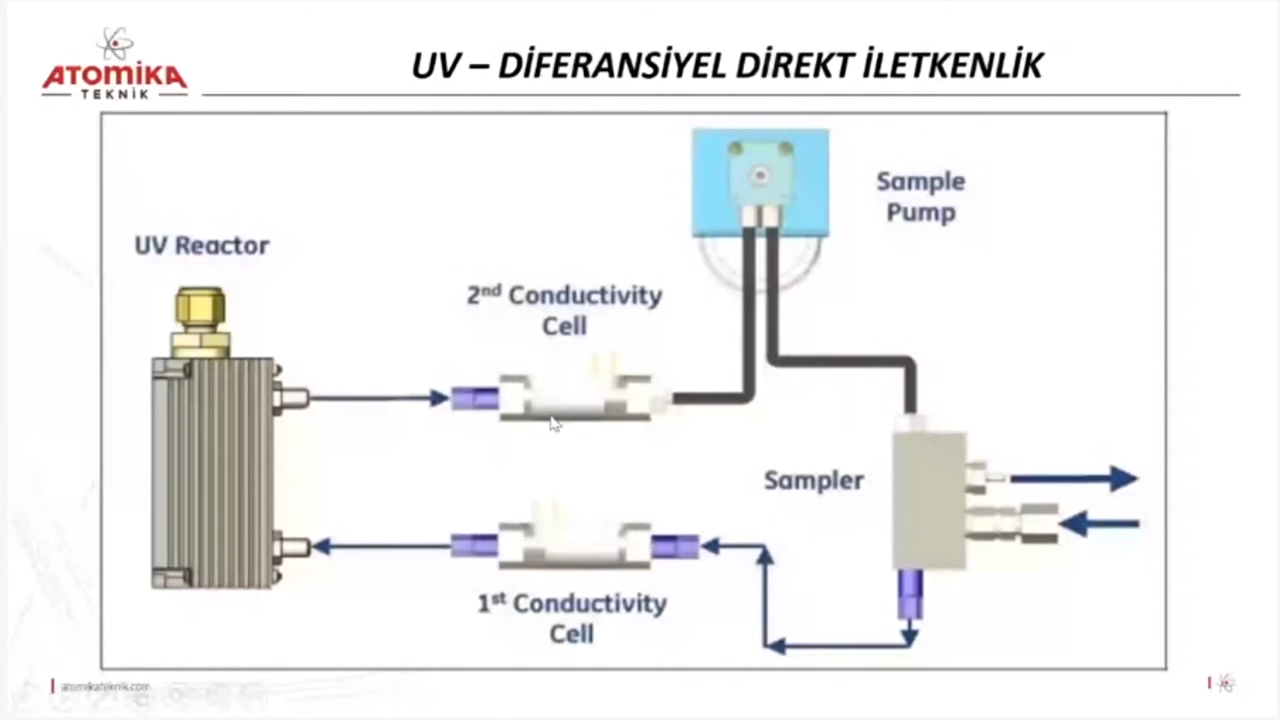 ATOMİKA
TEKNİK
UV – DİFERANSİYEL DİREKT İLETKENLİK
Sample
Pump
UV Reactor
2nd Conductivity
Cell
Sampler
1st Conductivity
Cell
atomikateknik.com